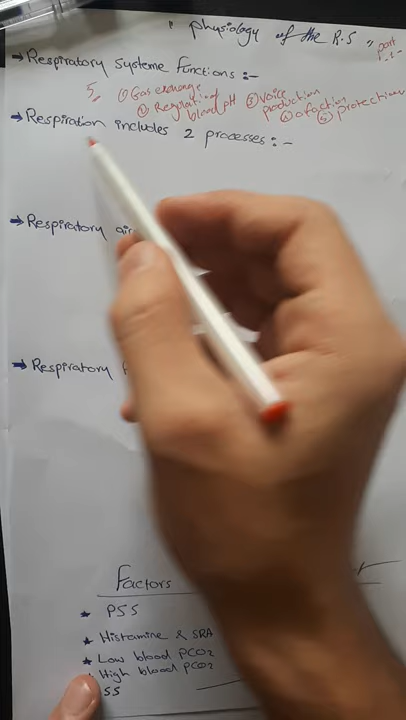 " physiology of the R.S "
part
→ Respiratory Systeme functions :-
5, ① Gas exchange ② Regulation blood pH ③ voice production ④ ofaction ⑤ protection
→ Respiration includes 2 processes :-
→ Respiratory air
→ Respiratory
Factors
* PSS
* Histamine & SRA
* Low blood PCO2
* High blood PCO2
SS